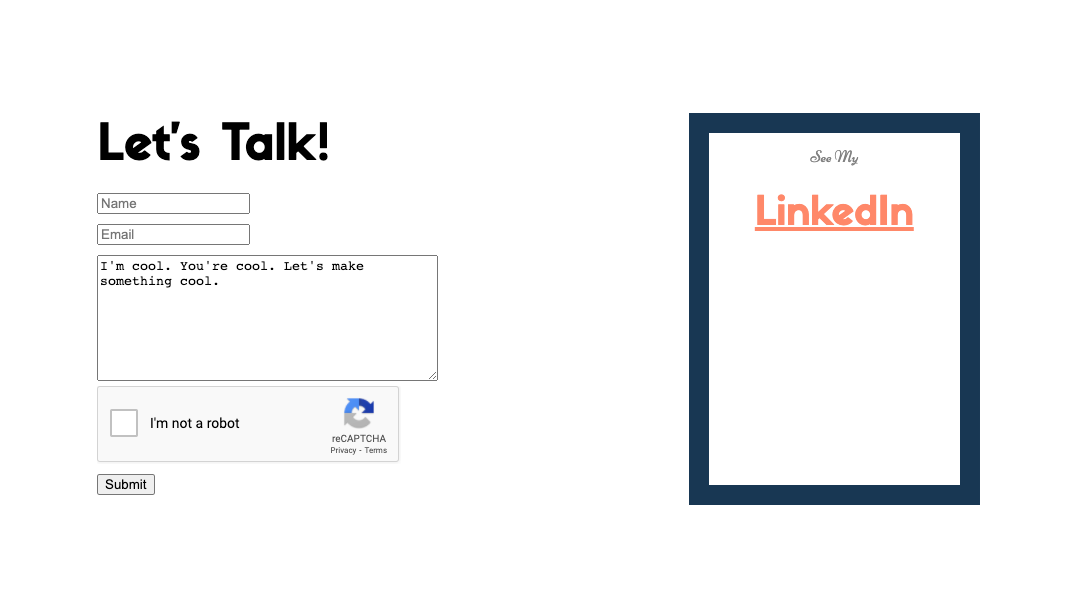 Let's Talk!
Name
Email
I'm cool. You're cool. Let's make
something cool.
I'm not a robot
reCAPTCHA
Privacy - Terms
Submit
See My
LinkedIn